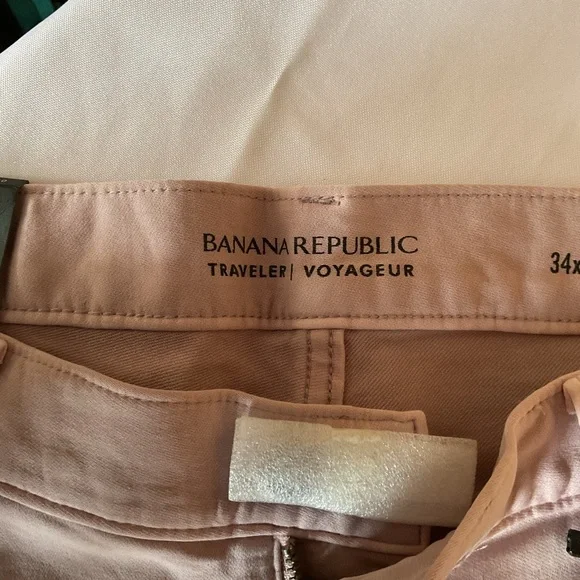 BANANA REPUBLIC
TRAVELER| VOYAGEUR
34x